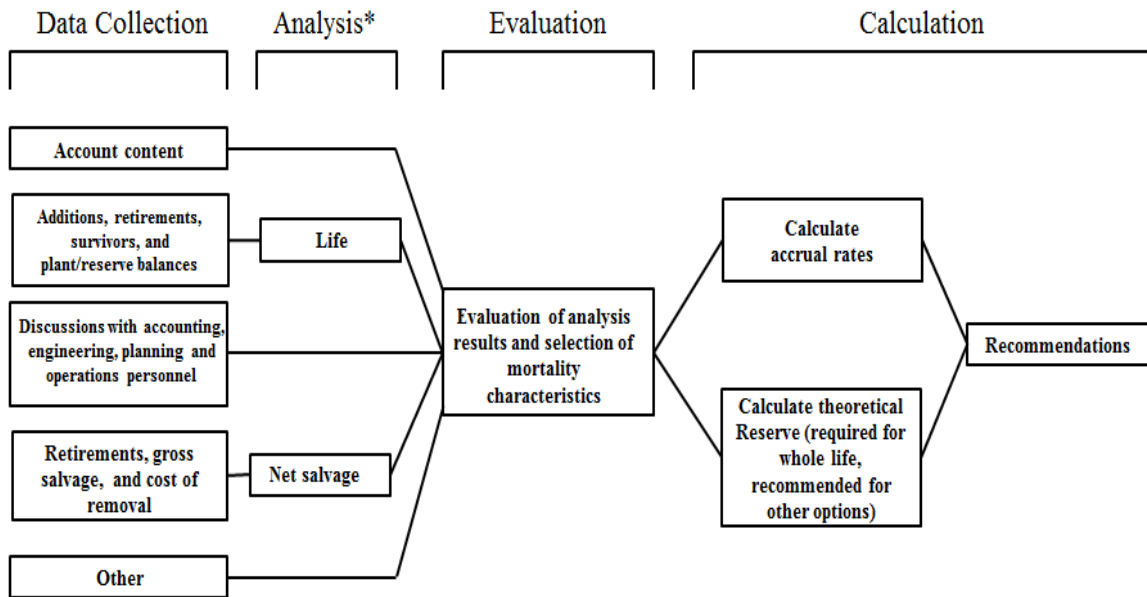 Data Collection
Analysis*
Evaluation
Calculation
Account content
Additions, retirements,
survivors, and
plant/reserve balances
Life
Discussions with accounting,
engineering, planning and
operations personnel
Retirements, gross
salvage, and cost of
removal
Net salvage
Other
Evaluation of analysis
results and selection of
mortality
characteristics
Calculate
accrual rates
Calculate theoretical
Reserve (required for
whole life,
recommended for
other options)
Recommendations